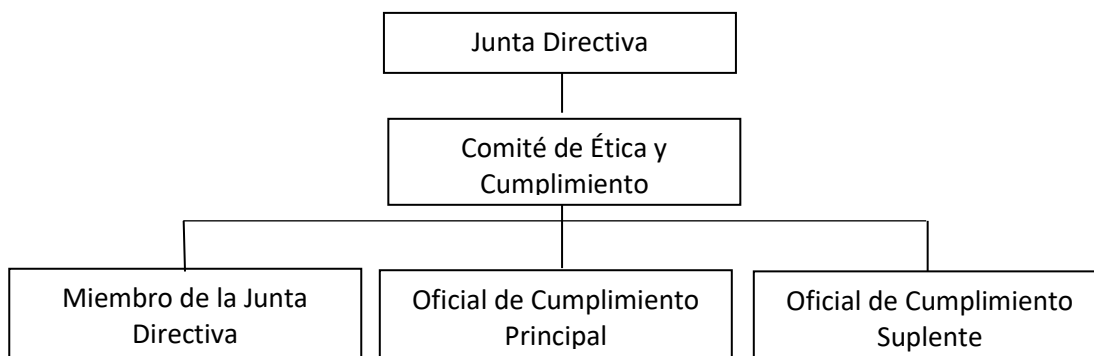 Junta Directiva
Comité de Ética y
Cumplimiento
Miembro de la Junta
Directiva
Oficial de Cumplimiento
Principal
Oficial de Cumplimiento
Suplente